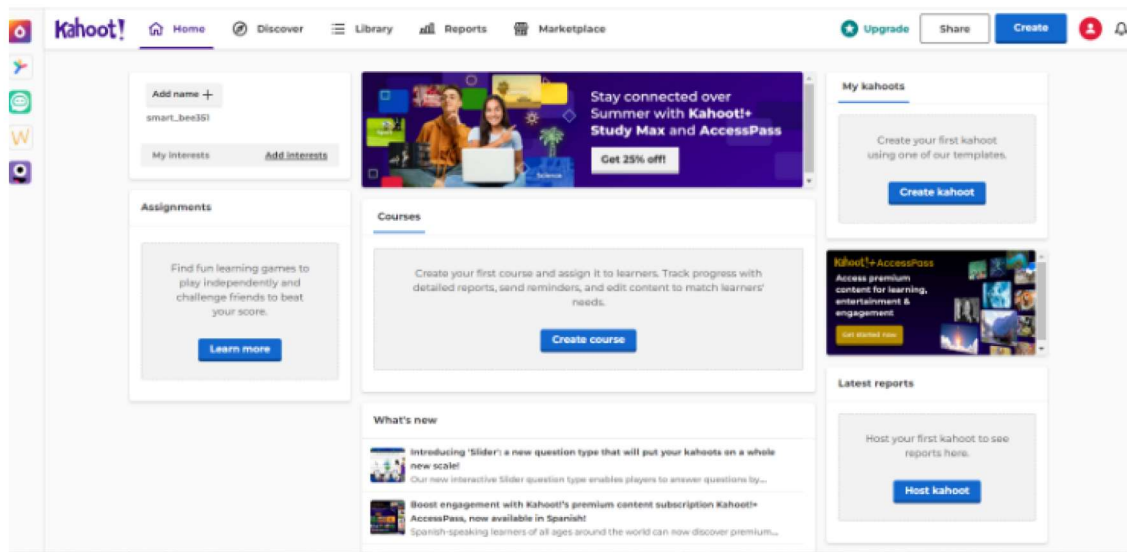 Kahoot!
Home
Discover
Library
Reports
Marketplace
Upgrade
Share
Create
Add name +
smart_bee351
My interests
Add interests
Assignments
Find fun learning games to
play independently and
challenge friends to beat
your score.
Learn more
Stay connected over
Summer with Kahoot!+
Study Max and AccessPass
Get 25% off!
Science
Courses
Create your first course and assign it to learners. Track progress with
detailed reports, send reminders, and edit content to match learners'
needs.
Create course
What's new
Introducing 'Slider': a new question type that will put your kahoots on a whole
new scale!
Our new interactive Slider question type enables players to answer questions by...
Boost engagement with Kahoot!'s premium content subscription Kahoot!+
AccessPass, now available in Spanish!
Spanish-speaking learners of all ages around the world can now discover premium...
My kahoots
Create your first kahoot
using one of our templates.
Create kahoot
Kahoot!+ AccessPass
Access premium
content for learning,
entertainment &
engagement
Get started now
Latest reports
Host your first kahoot to see
reports here.
Host kahoot